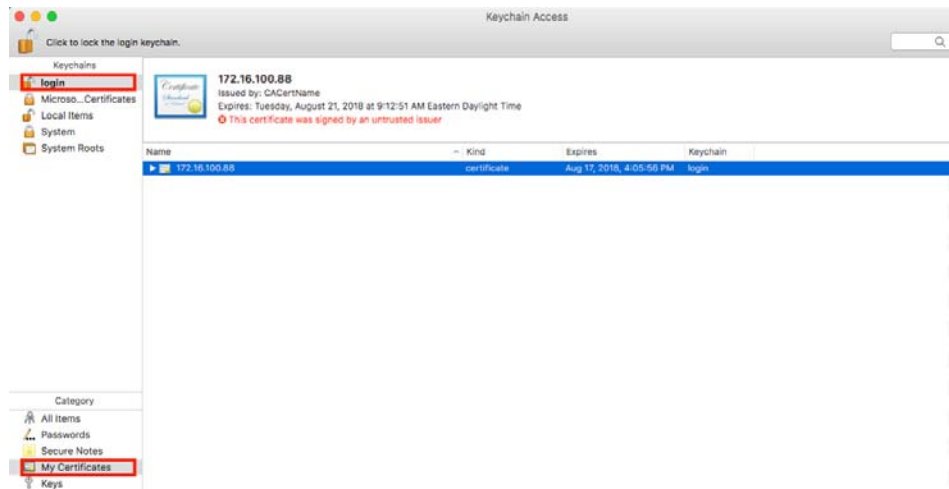 Keychain Access
Click to lock the login keychain.
Keychains
login
Microso...Certificates
Local Items
System
System Roots
Certificate
Standard
172.16.100.88
Issued by: CACertName
Expires: Tuesday, August 21, 2018 at 9:12:51 AM Eastern Daylight Time
This certificate was signed by an untrusted issuer
Name Kind Expires Keychain
172.16.100.88 certificate Aug 17, 2018, 4:05:56 PM login
Category
All Items
Passwords
Secure Notes
My Certificates
Keys